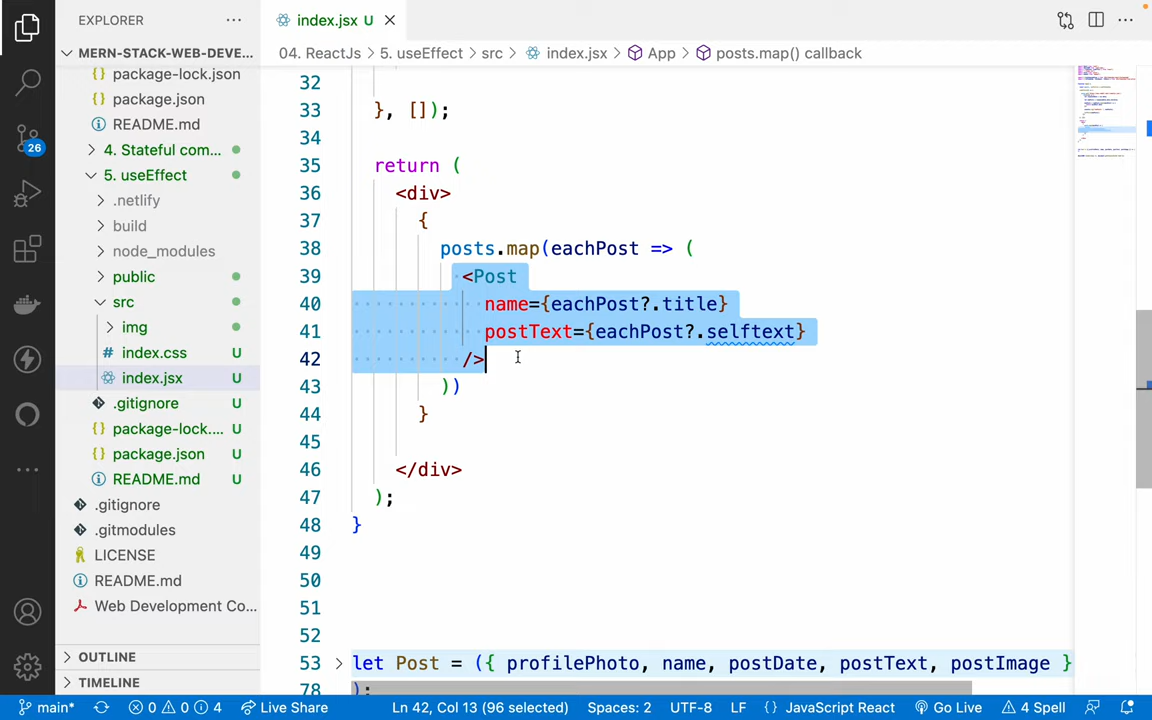 EXPLORER
index.jsx U
MERN-STACK-WEB-DEVE...
04. ReactJs 5. useEffect src index.jsx App posts.map() callback
package-lock.json
package.json
README.md
4. Stateful com...
5. useEffect
.netlify
build
node_modules
public
src
img
index.css U
index.jsx U
.gitignore U
package-lock.... U
package.json U
README.md U
.gitignore
.gitmodules
LICENSE
README.md
Web Development Co...
OUTLINE
TIMELINE
26
32
33 }, []);
34
35 return (
36 <div>
37 {
38 posts.map(eachPost => (
39 <Post
40 name={eachPost?.title}
41 postText={eachPost?.selftext}
42 />
43 ))
44 }
45
46 </div>
47 );
48 }
49
50
51
52
53 let Post = ({ profilePhoto, name, postDate, postText, postImage }
78 );
main* 0 0 4 Live Share Ln 42, Col 13 (96 selected) Spaces: 2 UTF-8 LF {} JavaScript React Go Live 4 Spell